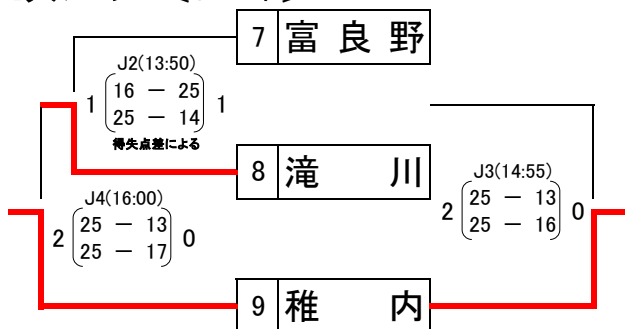 7 富良野
J2(13:50)
1 16 － 25 1
25 － 14
得失点差による
8 滝川
J3(14:55)
2 25 － 13 0
25 － 16
J4(16:00)
2 25 － 13 0
25 － 17
9 稚内